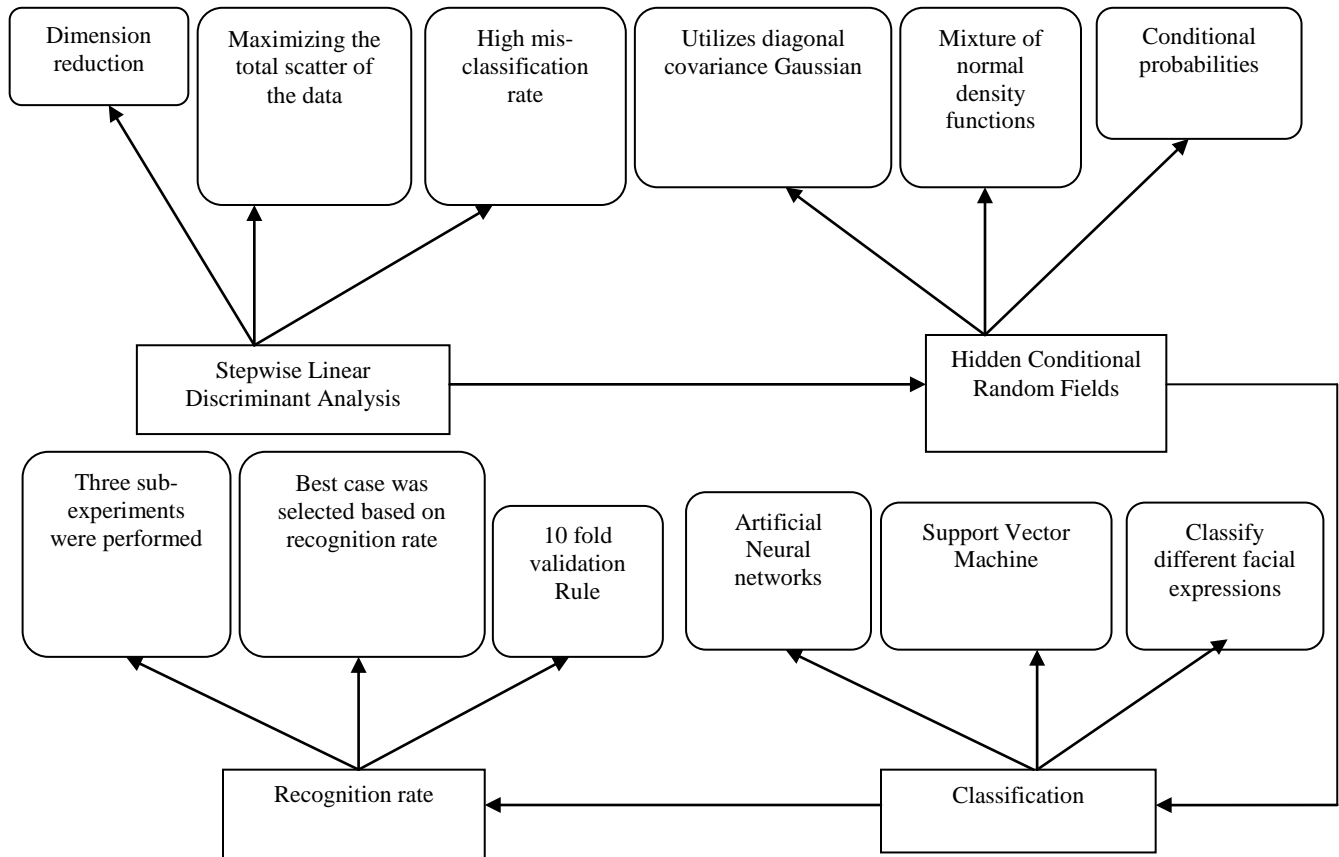 Dimension
reduction
Maximizing the
total scatter of
the data
High mis-
classification
rate
Utilizes diagonal
covariance Gaussian
Mixture of
normal
density
functions
Conditional
probabilities
Stepwise Linear
Discriminant Analysis
Hidden Conditional
Random Fields
Three sub-
experiments
were performed
Best case was
selected based on
recognition rate
10 fold
validation
Rule
Artificial
Neural
networks
Support Vector
Machine
Classify
different facial
expressions
Recognition rate
Classification